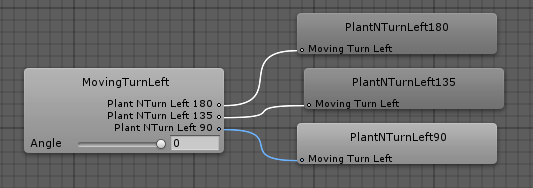 MovingTurnLeft
Plant NTurn Left 180
Plant NTurn Left 135
Plant NTurn Left 90
Angle 0
PlantNTurnLeft180
Moving Turn Left
PlantNTurnLeft135
Moving Turn Left
PlantNTurnLeft90
Moving Turn Left